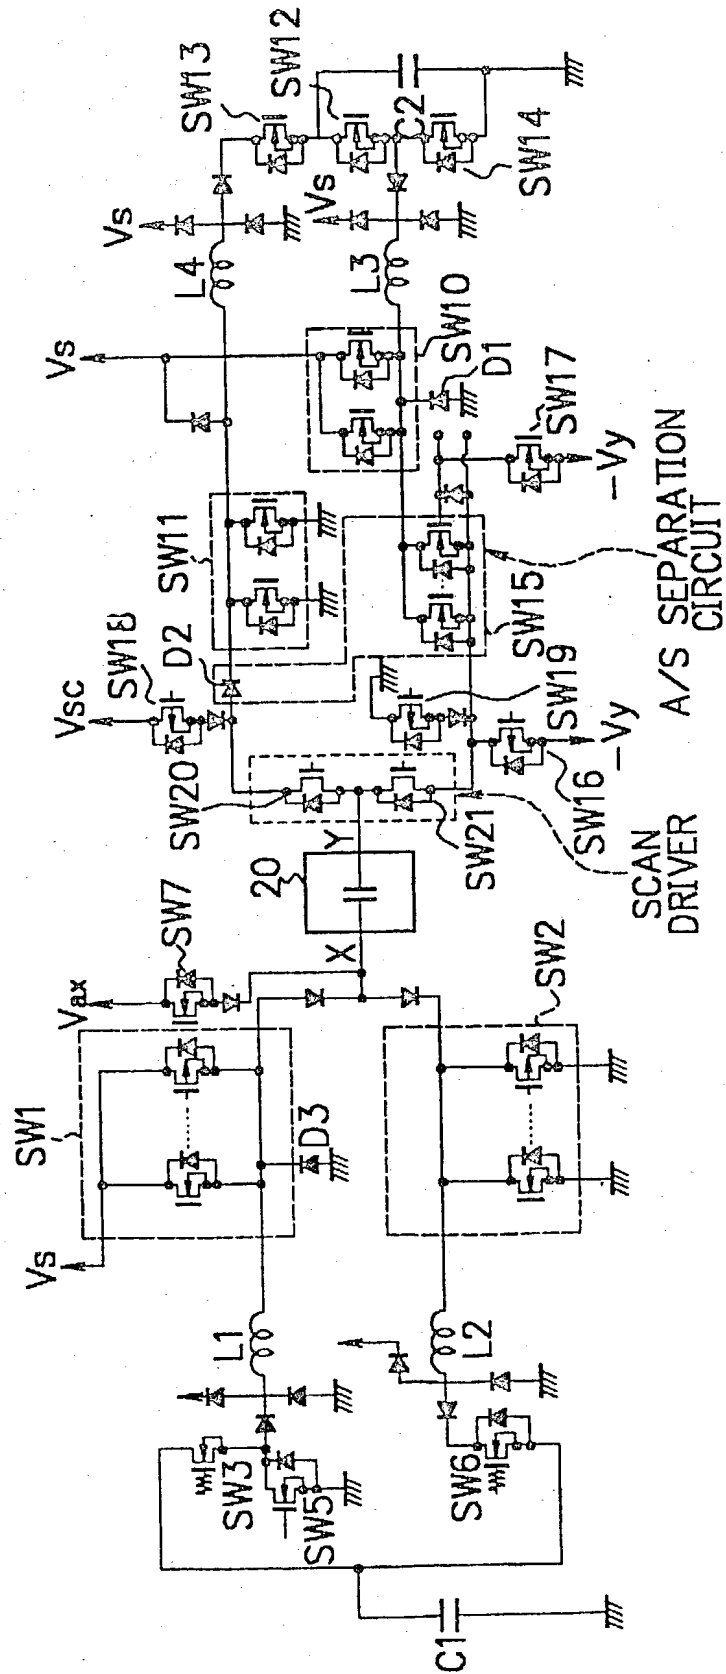 C1
SW3
SW5
SW6
L1
L2
Vs
SW1
D3
SW2
Vax
SW7
X
20
Y
SCAN
DRIVER
SW20
SW21
Vsc
SW18
D2
SW19
SW16
-Vy
SW11
SW15
A/S SEPARATION
CIRCUIT
Vs
SW10
D1
SW17
-Vy
L4
L3
Vs
Vs
SW13
SW12
C2
SW14